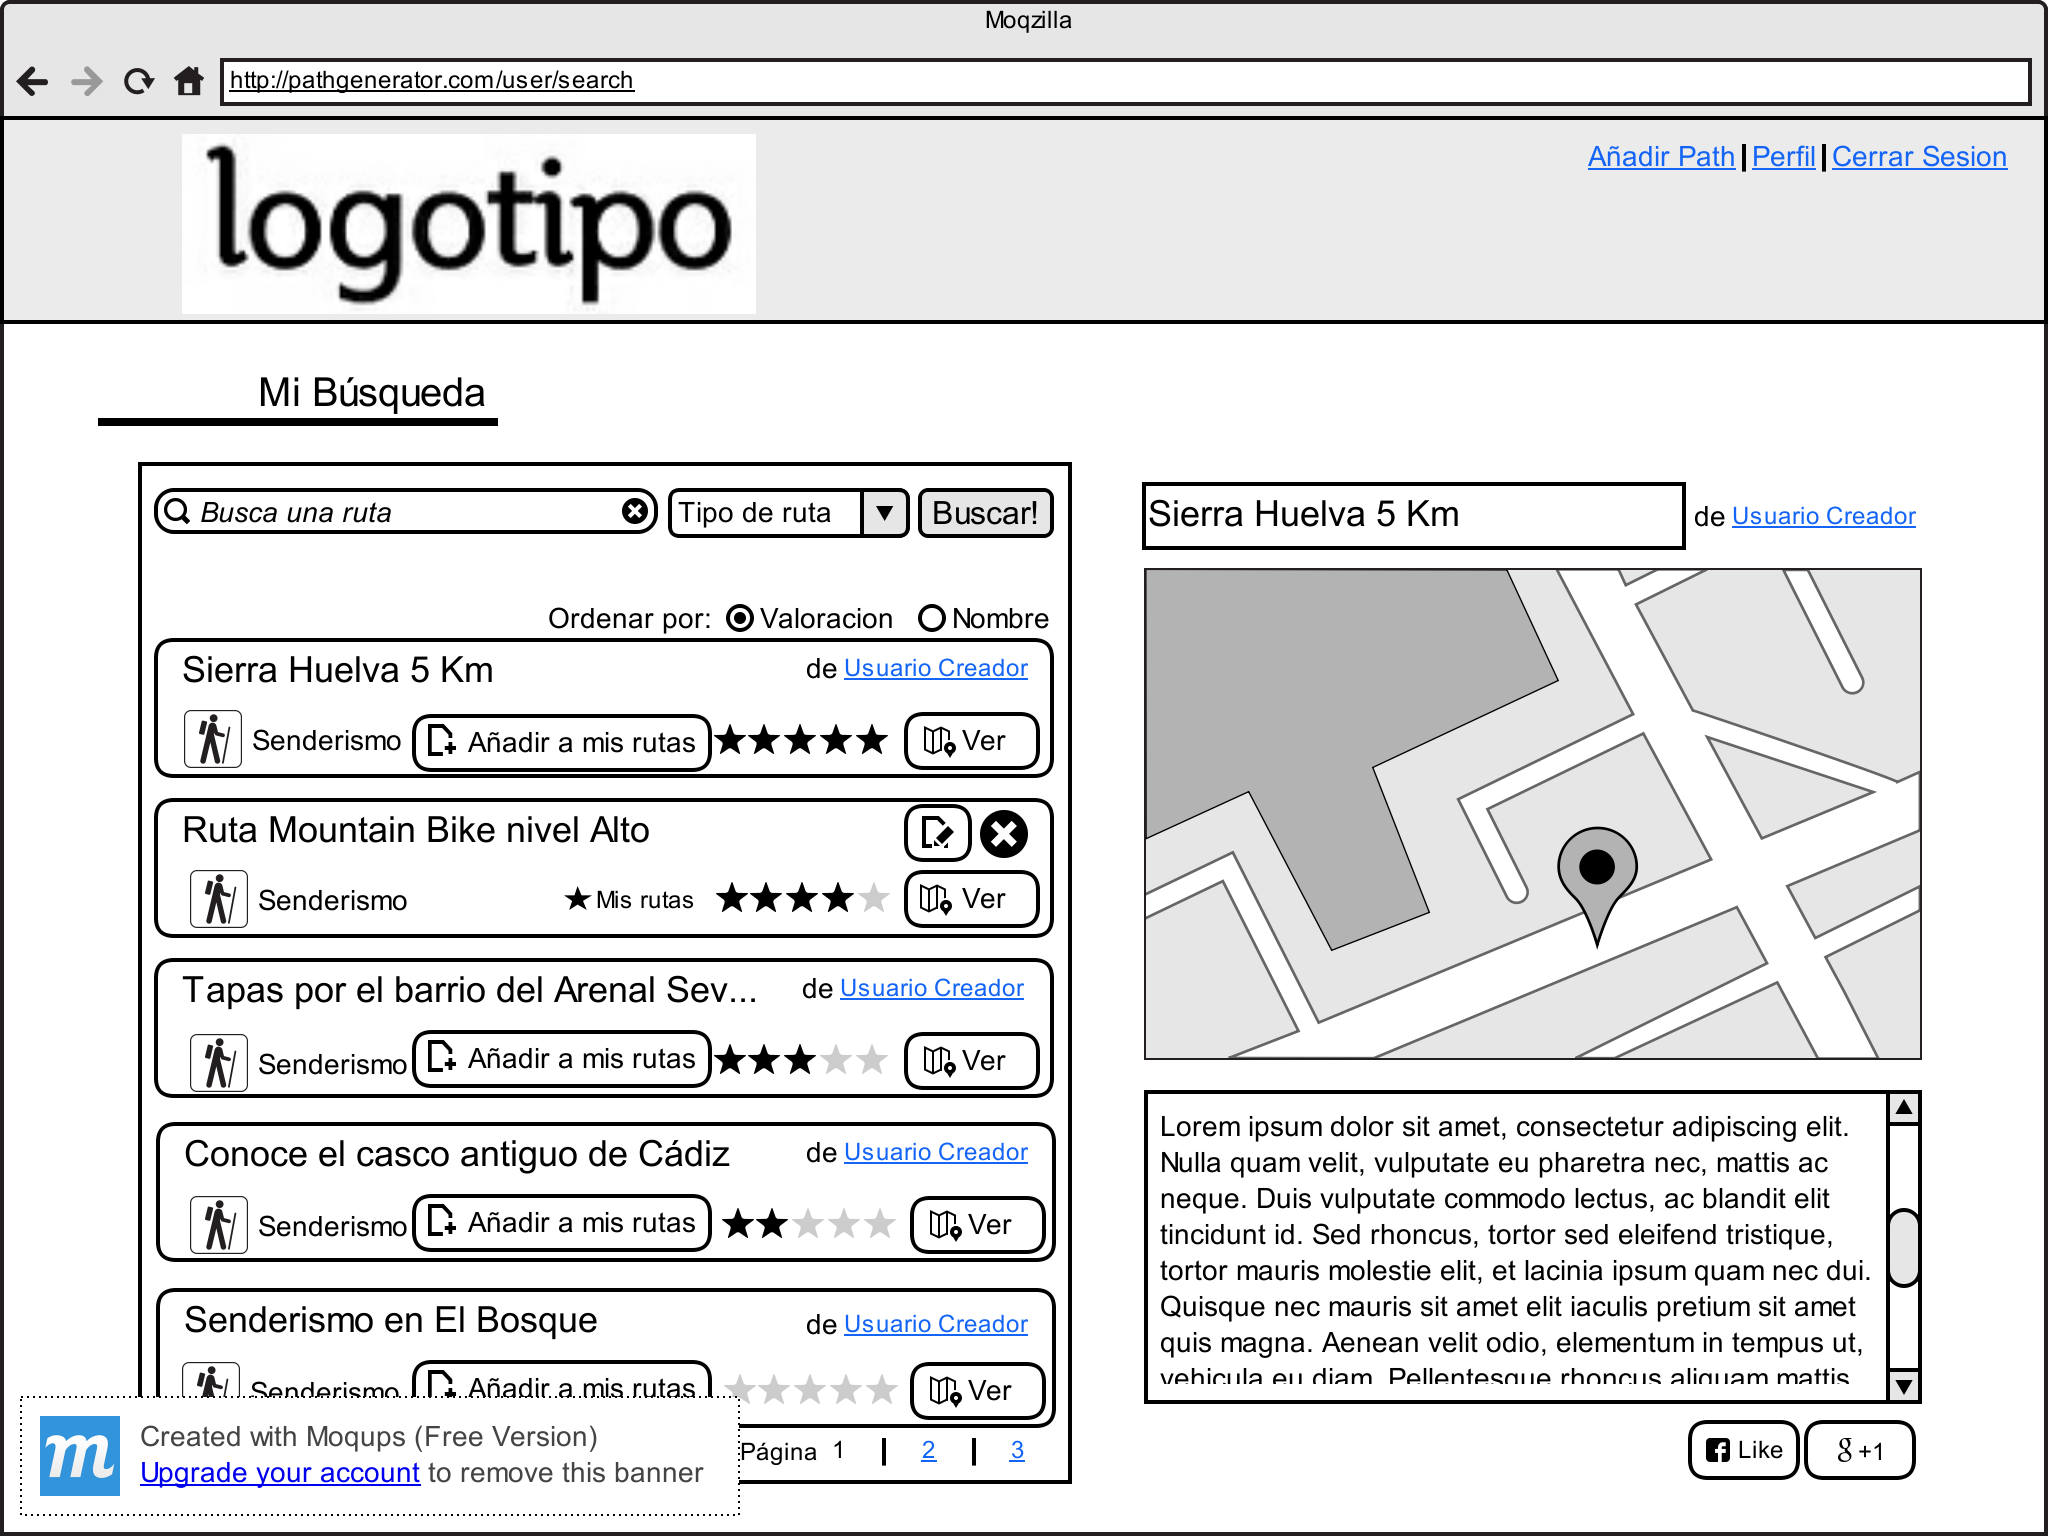 Moqzilla
http://pathgenerator.com/user/search
logotipo
Añadir Path | Perfil | Cerrar Sesion
Mi Búsqueda
Busca una ruta
Tipo de ruta
Buscar!
Ordenar por: Valoracion Nombre
Sierra Huelva 5 Km
de Usuario Creador
Senderismo
Añadir a mis rutas
Ver
Ruta Mountain Bike nivel Alto
Senderismo
Mis rutas
Ver
Tapas por el barrio del Arenal Sev...
de Usuario Creador
Senderismo
Añadir a mis rutas
Ver
Conoce el casco antiguo de Cádiz
de Usuario Creador
Senderismo
Añadir a mis rutas
Ver
Senderismo en El Bosque
de Usuario Creador
Senderismo
Añadir a mis rutas
Ver
Página 1 | 2 | 3
Sierra Huelva 5 Km
de Usuario Creador
Lorem ipsum dolor sit amet, consectetur adipiscing elit.
Nulla quam velit, vulputate eu pharetra nec, mattis ac
neque. Duis vulputate commodo lectus, ac blandit elit
tincidunt id. Sed rhoncus, tortor sed eleifend tristique,
tortor mauris molestie elit, et lacinia ipsum quam nec dui.
Quisque nec mauris sit amet elit iaculis pretium sit amet
quis magna. Aenean velit odio, elementum in tempus ut,
vehicula eu diam. Pellentesque rhoncus aliquam mattis.
Like
g +1
m
Created with Moqups (Free Version)
Upgrade your account to remove this banner